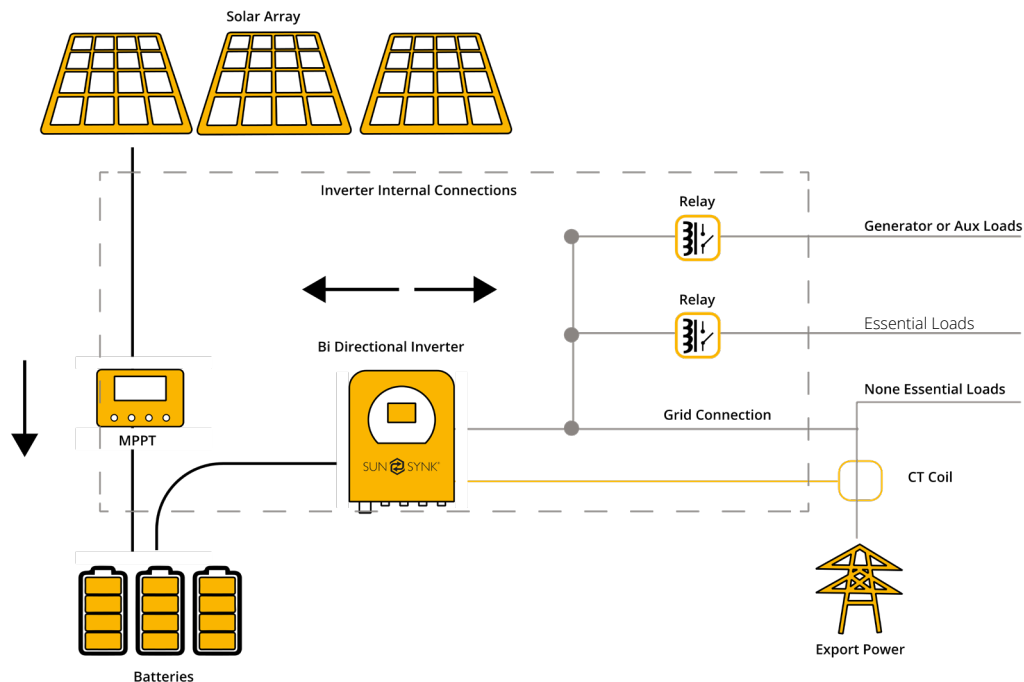 Solar Array
Inverter Internal Connections
Relay
Generator or Aux Loads
Relay
Essential Loads
Bi Directional Inverter
None Essential Loads
Grid Connection
MPPT
SUN SYNK
CT Coil
Export Power
Batteries